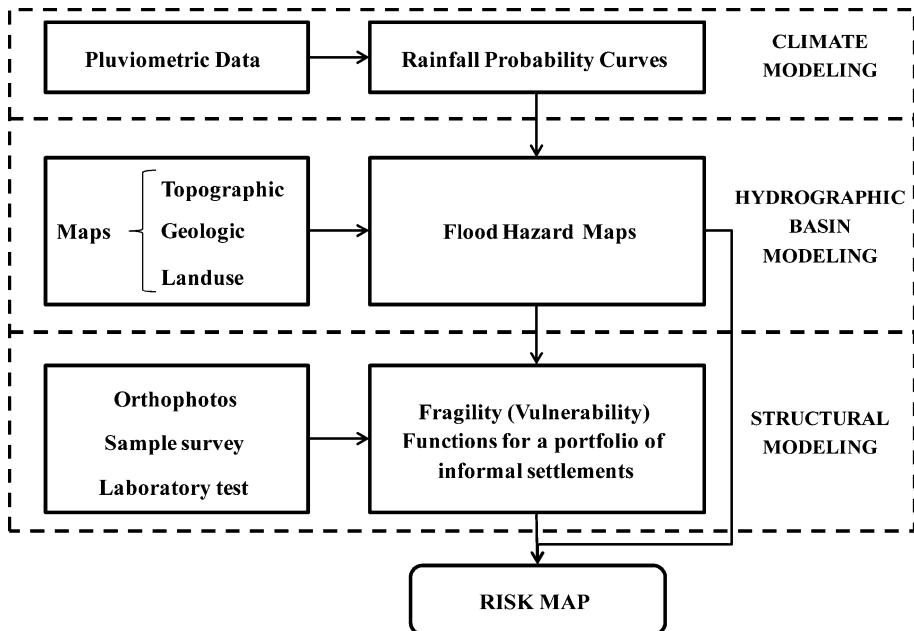 Pluviometric Data
Rainfall Probability Curves
CLIMATE
MODELING
Maps
Topographic
Geologic
Landuse
Flood Hazard Maps
HYDROGRAPHIC
BASIN
MODELING
Orthophotos
Sample survey
Laboratory test
Fragility (Vulnerability)
Functions for a portfolio of
informal settlements
STRUCTURAL
MODELING
RISK MAP